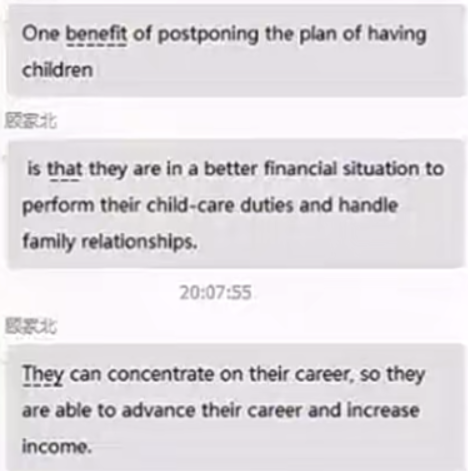 One benefit of postponing the plan of having
children
顾家北
is that they are in a better financial situation to
perform their child-care duties and handle
family relationships.
20:07:55
顾家北
They can concentrate on their career, so they
are able to advance their career and increase
income.